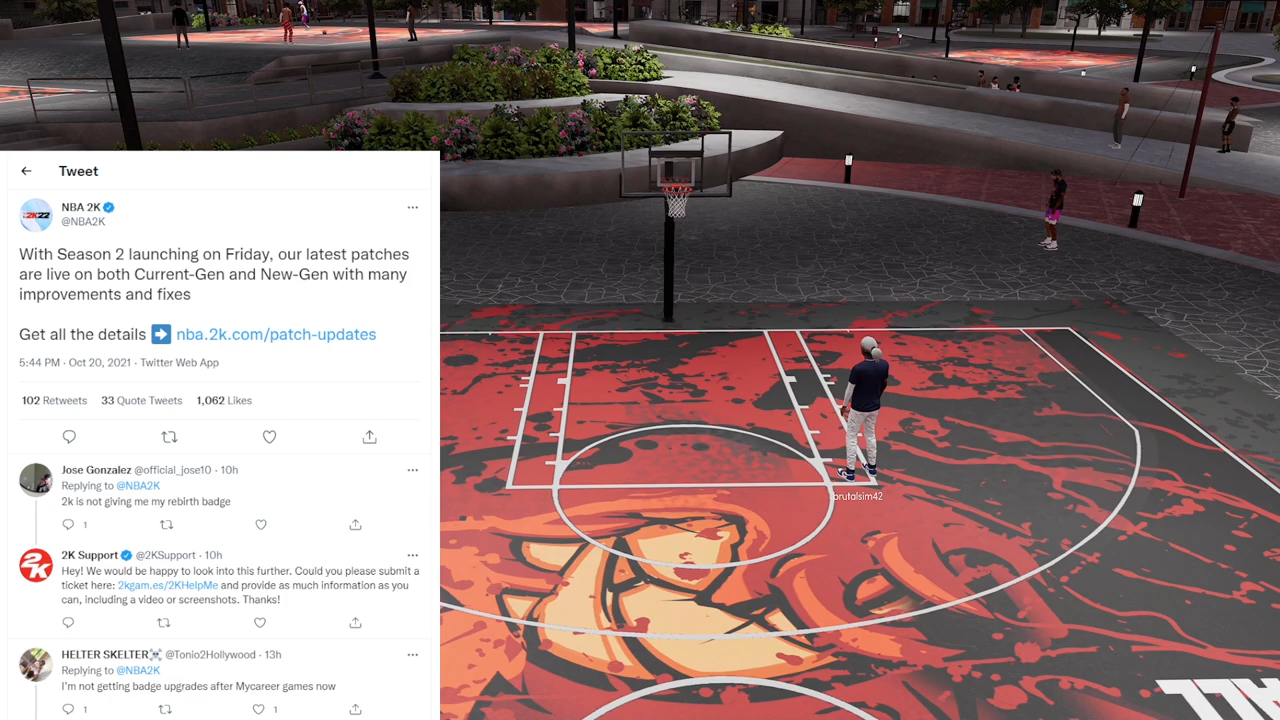 Tweet
NBA 2K
@NBA2K
With Season 2 launching on Friday, our latest patches
are live on both Current-Gen and New-Gen with many
improvements and fixes
Get all the details ➡️ nba.2k.com/patch-updates
5:44 PM · Oct 20, 2021 · Twitter Web App
102 Retweets 33 Quote Tweets 1,062 Likes
Jose Gonzalez @official_jose10 · 10h
Replying to @NBA2K
2k is not giving me my rebirth badge
1
2K Support @2KSupport · 10h
Hey! We would be happy to look into this further. Could you please submit a
ticket here: 2kgam.es/2KHelpMe and provide as much information as you
can, including a video or screenshots. Thanks!
HELTER SKELTER☠️ @Tonio2Hollywood · 13h
Replying to @NBA2K
I'm not getting badge upgrades after Mycareer games now
1 1
brutalsim42